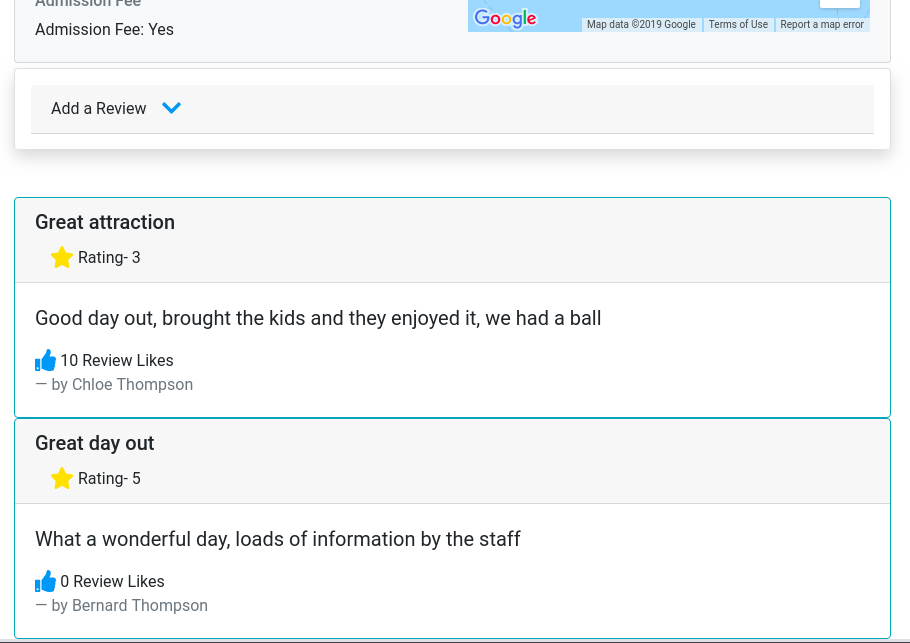 Admission Fee
Admission Fee: Yes
Google
Map data ©2019 Google Terms of Use Report a map error
Add a Review
Great attraction
Rating- 3
Good day out, brought the kids and they enjoyed it, we had a ball
10 Review Likes
— by Chloe Thompson
Great day out
Rating- 5
What a wonderful day, loads of information by the staff
0 Review Likes
— by Bernard Thompson